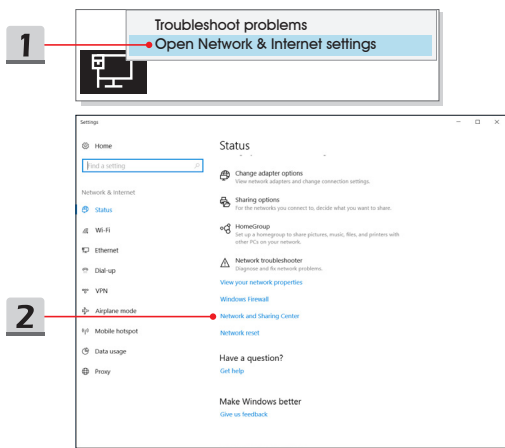 Troubleshoot problems
1
Open Network & Internet settings
Settings
Home
Status
Find a setting
Change adapter options
View network adapters and change connection settings.
Network & Internet
Sharing options
For the networks you connect to, decide what you want to share.
Status
Wi-Fi
HomeGroup
Set up a homegroup to share pictures, music, files, and printers with
other PCs on your network.
Ethernet
Network troubleshooter
Diagnose and fix network problems.
Dial-up
View your network properties
VPN
Windows Firewall
Airplane mode
2
Network and Sharing Center
Mobile hotspot
Network reset
Data usage
Have a question?
Proxy
Get help
Make Windows better
Give us feedback